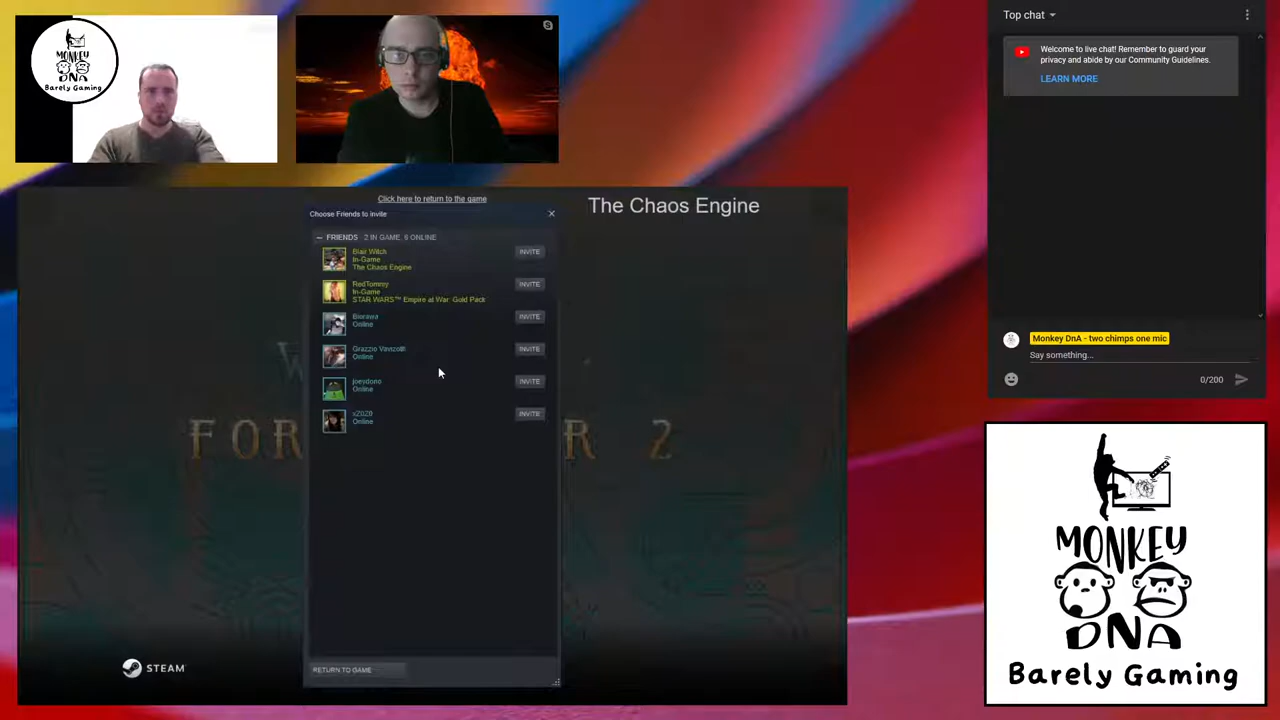 MONKEY
DNA
Barely Gaming
Click here to return to the game
The Chaos Engine
Choose Friends to invite
FRIENDS 2 IN GAME, 6 ONLINE
Blair Witch
In-Game
The Chaos Engine
INVITE
RedTommy
In-Game
STAR WARS™ Empire at War: Gold Pack
INVITE
Online
INVITE
Online
INVITE
joeydono
Online
INVITE
Online
INVITE
FOR R 2
RETURN TO GAME
STEAM
Top chat
Welcome to live chat! Remember to guard your
privacy and abide by our Community Guidelines.
LEARN MORE
Monkey DnA - two chimps one mic
Say something...
0/200
MONKEY
DNA
Barely Gaming